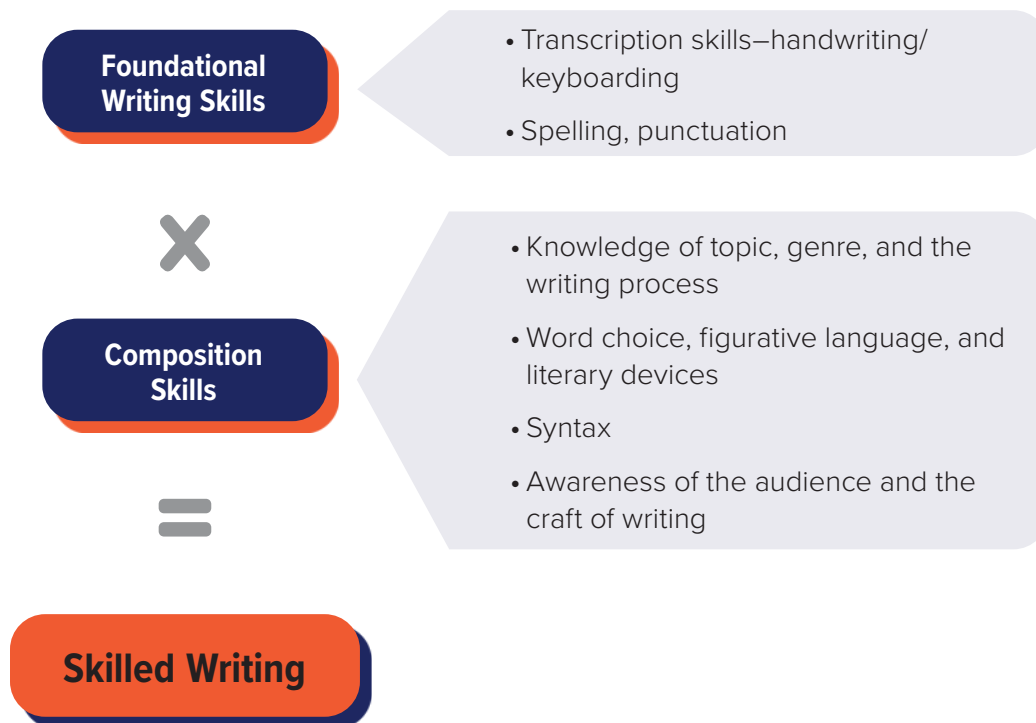 Foundational
Writing Skills
• Transcription skills–handwriting/
keyboarding
• Spelling, punctuation
×
Composition
Skills
• Knowledge of topic, genre, and the
writing process
• Word choice, figurative language, and
literary devices
• Syntax
• Awareness of the audience and the
craft of writing
=
Skilled Writing